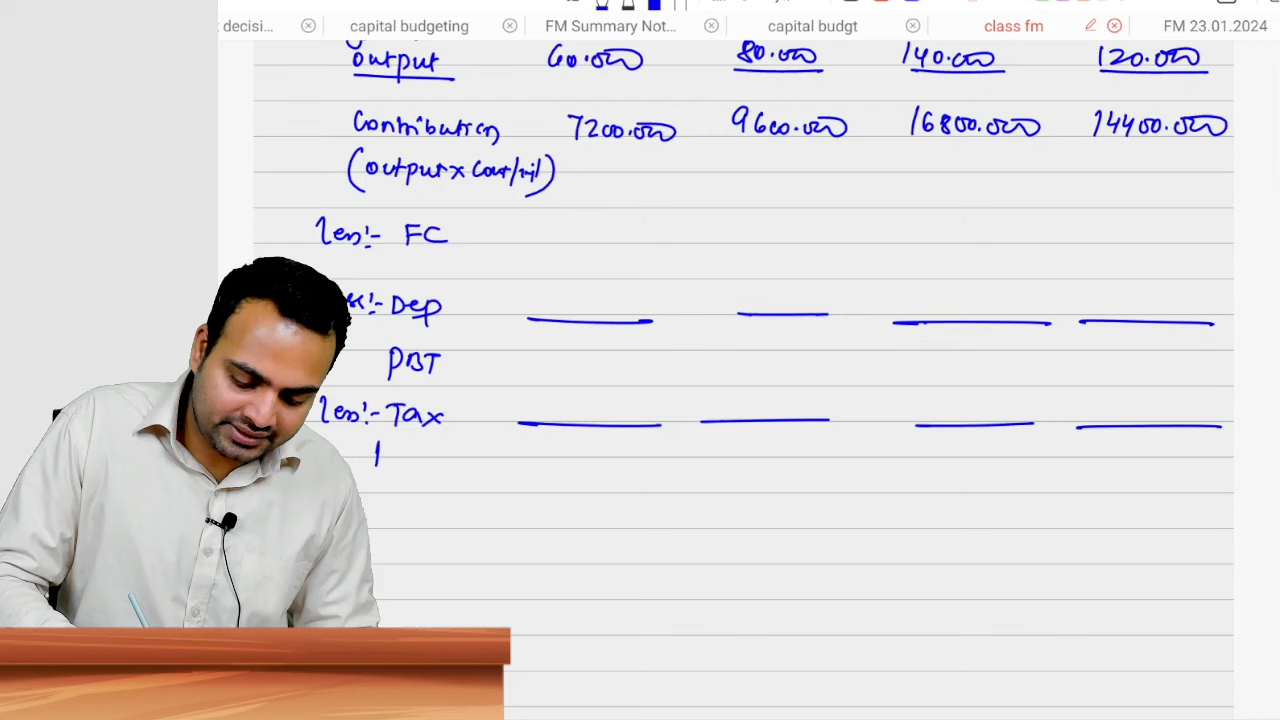 t decisi... capital budgeting FM Summary Not... capital budgt class fm FM 23.01.2024
output 60.000 80.000 140.000 120.000
Contribution 7200.000 9600.000 16800.000 14400.000
(output x Cont/unit)
Less:- FC
Less:- Dep
PBT
Less:- Tax